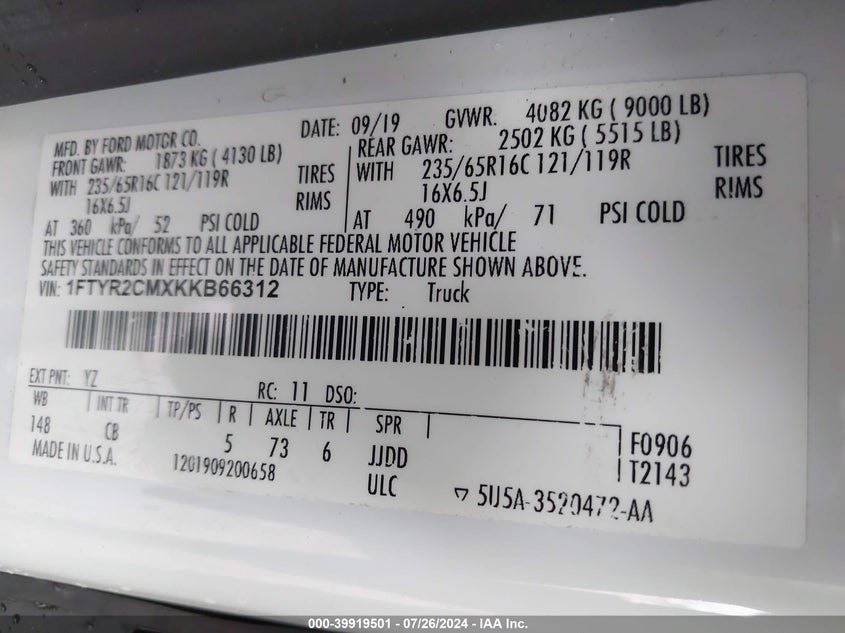 MFD. BY FORD MOTOR CO. DATE: 09/19 GVWR. 4082 KG ( 9000 LB)
FRONT GAWR: 1873 KG ( 4130 LB) REAR GAWR: 2502 KG ( 5515 LB)
WITH 235/65R16C 121/119R TIRES WITH 235/65R16C 121/119R TIRES
16X6.5J RIMS 16X6.5J RIMS
AT 360 kPa/ 52 PSI COLD AT 490 kPa/ 71 PSI COLD
THIS VEHICLE CONFORMS TO ALL APPLICABLE FEDERAL MOTOR VEHICLE
SAFETY STANDARDS IN EFFECT ON THE DATE OF MANUFACTURE SHOWN ABOVE.
VIN: 1FTYR2CMXKKB66312 TYPE: Truck
EXT PNT: YZ RC: 11 DSO:
WB INT TR TP/PS R AXLE TR SPR
148 CB 5 73 6 JJDD F0906
MADE IN U.S.A. 1201909200658 ULC T2143
▽ 5U5A-3520472-AA
000-39919501 - 07/26/2024 - IAA Inc.